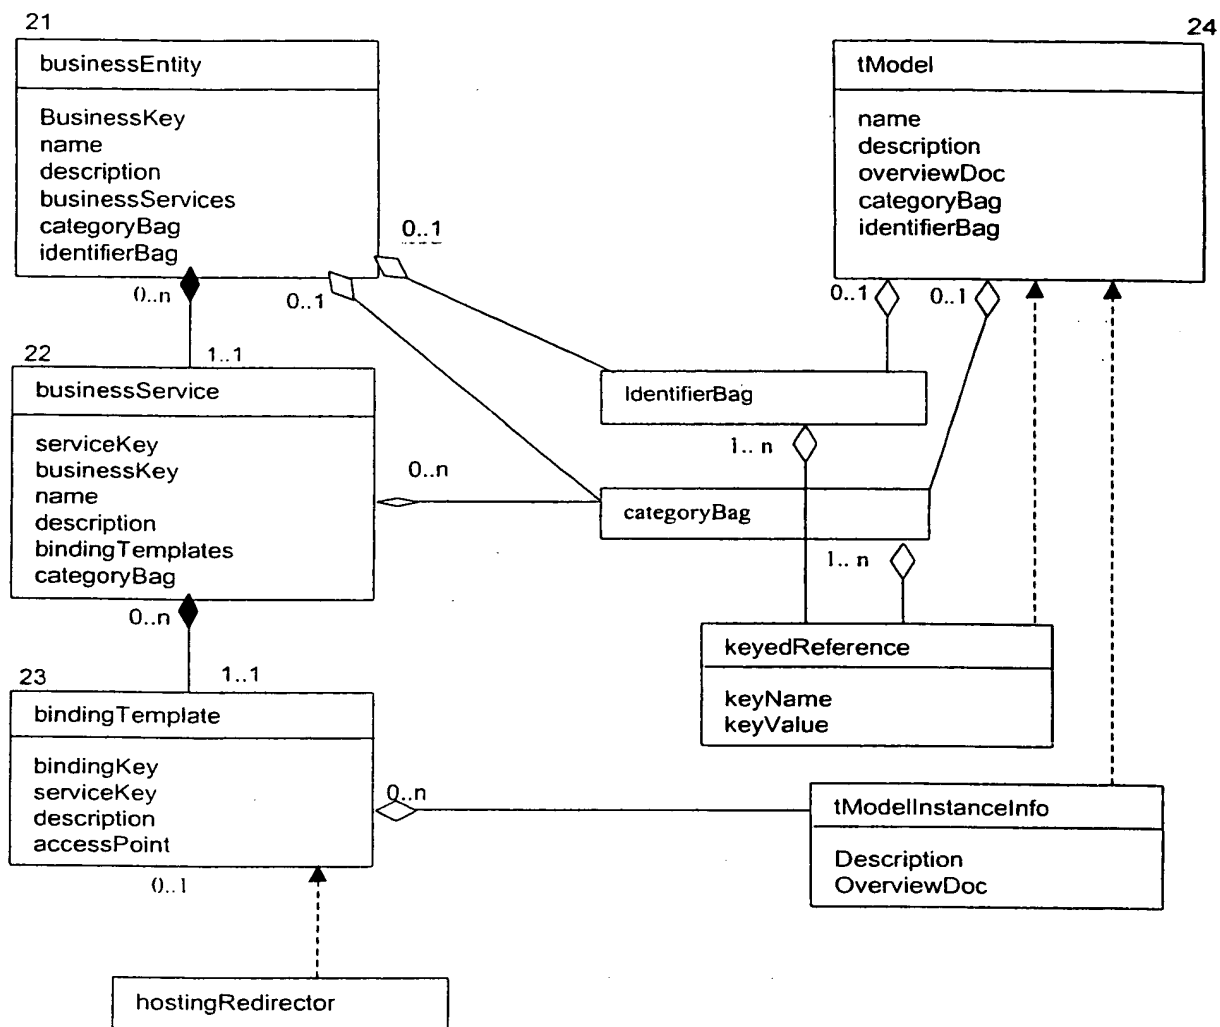 21
businessEntity
BusinessKey
name
description
businessServices
categoryBag
identifierBag
24
tModel
name
description
overviewDoc
categoryBag
identifierBag
0..1
0..n
0..1
0..1
0..1
22
1..1
businessService
serviceKey
businessKey
name
description
bindingTemplates
categoryBag
IdentifierBag
1.. n
0..n
categoryBag
1.. n
0..n
23
1..1
bindingTemplate
bindingKey
serviceKey
description
accessPoint
keyedReference
keyName
keyValue
0..n
tModelInstanceInfo
Description
OverviewDoc
0..1
hostingRedirector